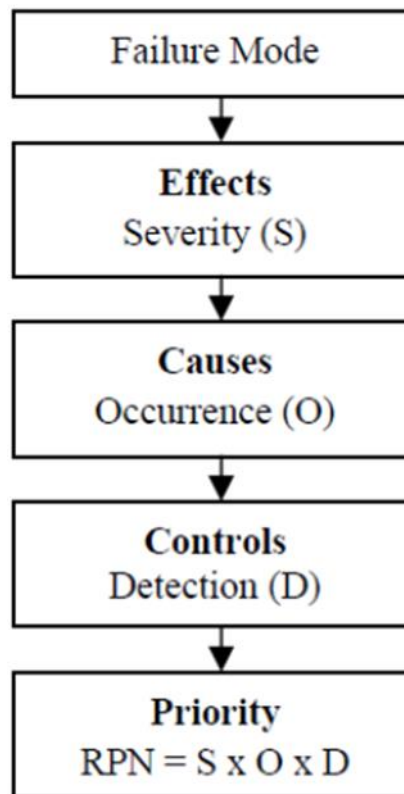 Failure Mode
Effects
Severity (S)
Causes
Occurrence (O)
Controls
Detection (D)
Priority
RPN = S x O x D